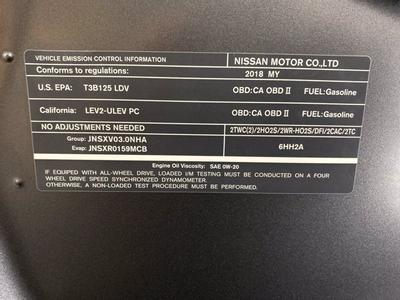 VEHICLE EMISSION CONTROL INFORMATION NISSAN MOTOR CO.,LTD
Conforms to regulations: 2018 MY
U.S. EPA: T3B125 LDV OBD:CA OBD II FUEL:Gasoline
California: LEV2-ULEV PC OBD:CA OBD II FUEL:Gasoline
NO ADJUSTMENTS NEEDED 2TWC(2)/2HO2S/2WR-HO2S/DFI/2CAC/2TC
Group: JNSXV03.0NHA
Evap: JNSXR0159MCB 6HH2A
Engine Oil Viscosity: SAE 0W-20
IF EQUIPPED WITH ALL-WHEEL DRIVE, LOADED I/M TESTING MUST BE CONDUCTED ON A FOUR
WHEEL DRIVE SPEED SYNCHRONIZED DYNAMOMETER.
OTHERWISE, A NON-LOADED TEST PROCEDURE MUST BE PERFORMED.